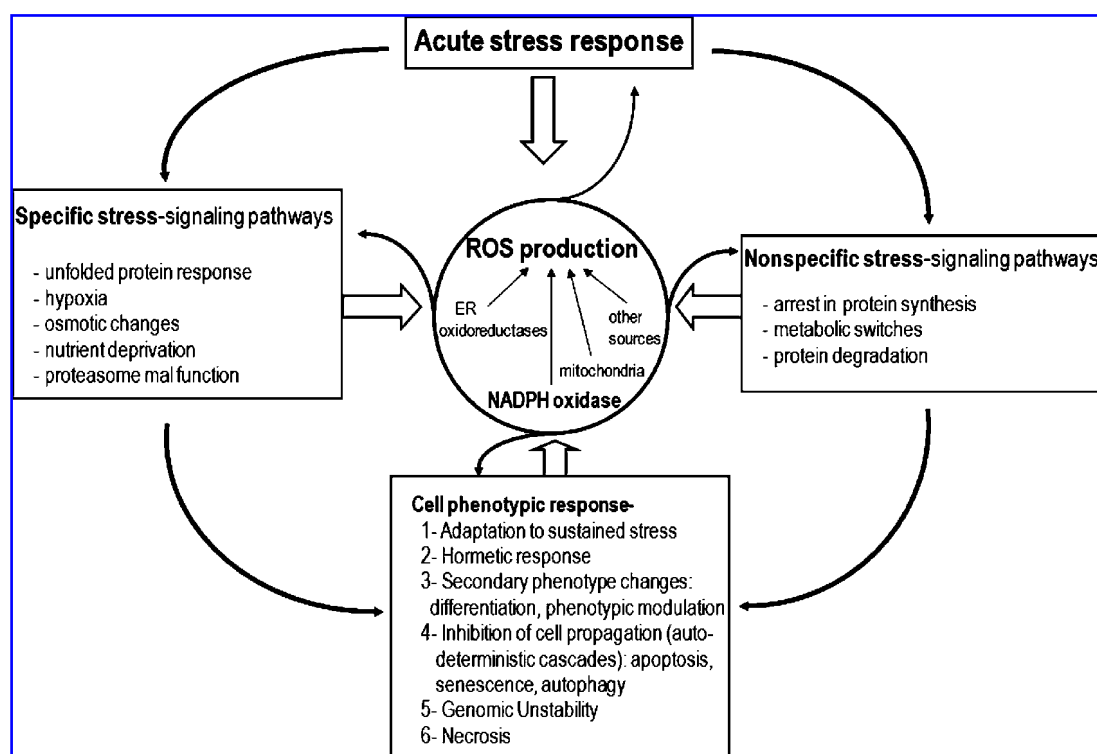 Acute stress response
Specific stress-signaling pathways
- unfolded protein response
- hypoxia
- osmotic changes
- nutrient deprivation
- proteasome mal function
ROS production
ER
oxidoreductases
other
sources
mitochondria
NADPH oxidase
Nonspecific stress-signaling pathways
- arrest in protein synthesis
- metabolic switches
- protein degradation
Cell phenotypic response-
1- Adaptation to sustained stress
2- Hormetic response
3- Secondary phenotype changes:
differentiation, phenotypic modulation
4- Inhibition of cell propagation (auto-
deterministic cascades): apoptosis,
senescence, autophagy
5- Genomic Unstability
6- Necrosis